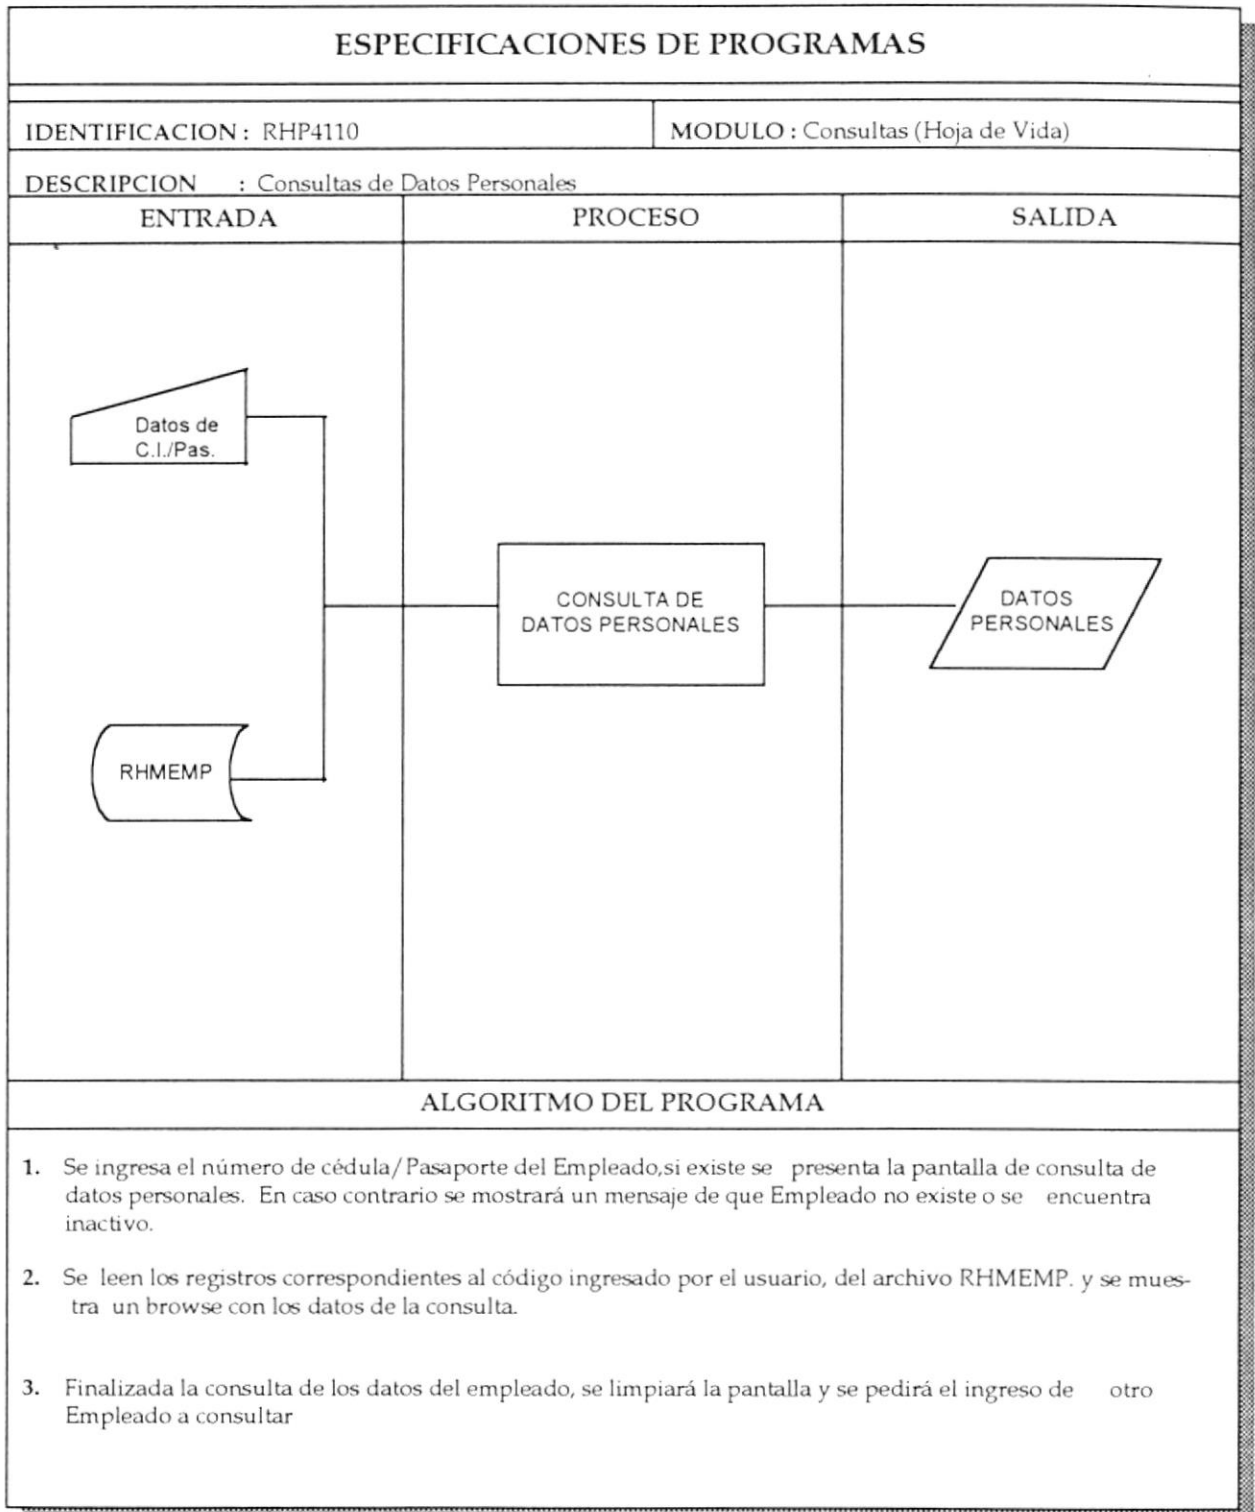 ESPECIFICACIONES DE PROGRAMAS
IDENTIFICACION : RHP4110
MODULO : Consultas (Hoja de Vida)
DESCRIPCION : Consultas de Datos Personales
ENTRADA
PROCESO
SALIDA
Datos de
C.I./Pas.
CONSULTA DE
DATOS PERSONALES
DATOS
PERSONALES
RHMEMP
ALGORITMO DEL PROGRAMA
1. Se ingresa el número de cédula/Pasaporte del Empleado,si existe se presenta la pantalla de consulta de
datos personales. En caso contrario se mostrará un mensaje de que Empleado no existe o se encuentra
inactivo.
2. Se leen los registros correspondientes al código ingresado por el usuario, del archivo RHMEMP. y se mues-
tra un browse con los datos de la consulta.
3. Finalizada la consulta de los datos del empleado, se limpiará la pantalla y se pedirá el ingreso de otro
Empleado a consultar